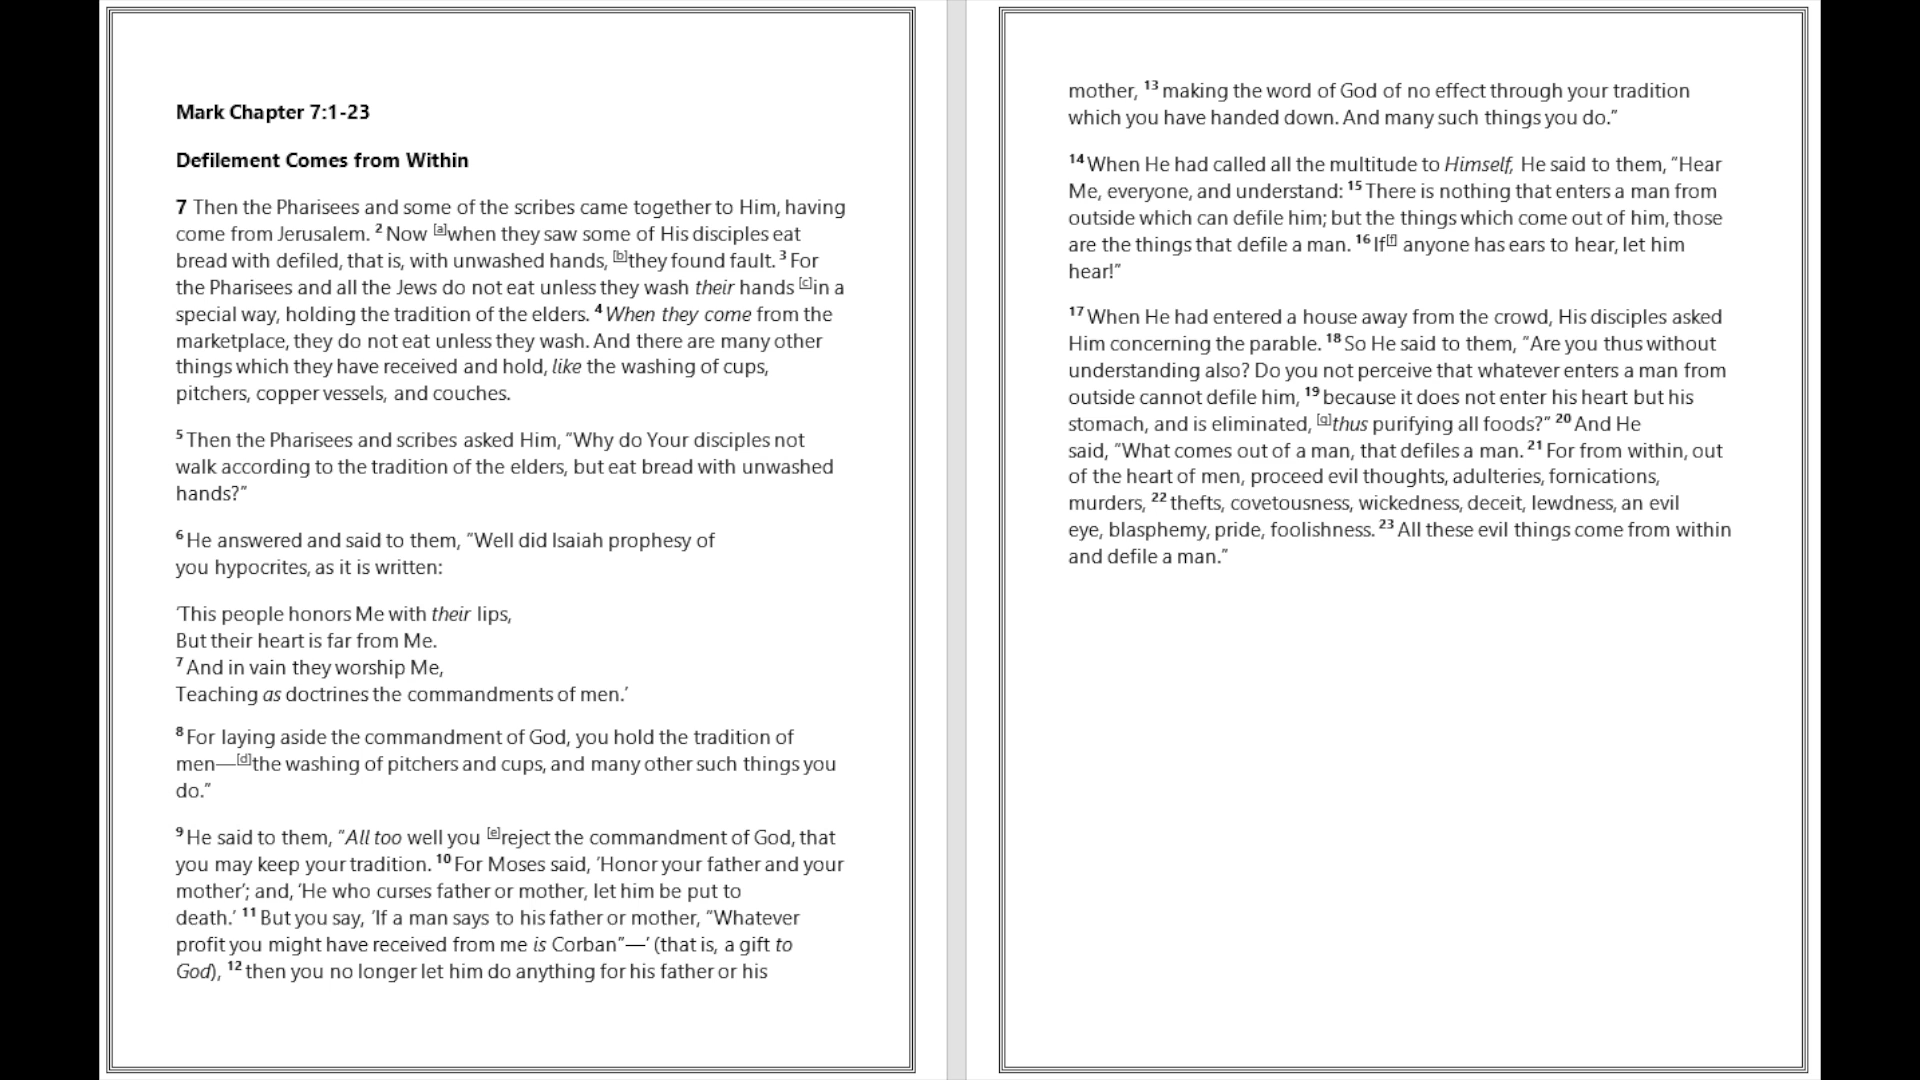 Mark Chapter 7:1-23
Defilement Comes from Within
7 Then the Pharisees and some of the scribes came together to Him, having
come from Jerusalem. 2 Now [a]when they saw some of His disciples eat
bread with defiled, that is, with unwashed hands, [b]they found fault. 3 For
the Pharisees and all the Jews do not eat unless they wash their hands [c]in a
special way, holding the tradition of the elders. 4 When they come from the
marketplace, they do not eat unless they wash. And there are many other
things which they have received and hold, like the washing of cups,
pitchers, copper vessels, and couches.
5 Then the Pharisees and scribes asked Him, “Why do Your disciples not
walk according to the tradition of the elders, but eat bread with unwashed
hands?”
6 He answered and said to them, “Well did Isaiah prophesy of
you hypocrites, as it is written:
‘This people honors Me with their lips,
But their heart is far from Me.
7 And in vain they worship Me,
Teaching as doctrines the commandments of men.’
8 For laying aside the commandment of God, you hold the tradition of
men—[d]the washing of pitchers and cups, and many other such things you
do.”
9 He said to them, “All too well you [e]reject the commandment of God, that
you may keep your tradition. 10 For Moses said, ‘Honor your father and your
mother’; and, ‘He who curses father or mother, let him be put to
death.’ 11 But you say, ‘If a man says to his father or mother, “Whatever
profit you might have received from me is Corban”—’ (that is, a gift to
God), 12 then you no longer let him do anything for his father or his
mother, 13 making the word of God of no effect through your tradition
which you have handed down. And many such things you do.”
14 When He had called all the multitude to Himself, He said to them, “Hear
Me, everyone, and understand: 15 There is nothing that enters a man from
outside which can defile him; but the things which come out of him, those
are the things that defile a man. 16 If[f] anyone has ears to hear, let him
hear!”
17 When He had entered a house away from the crowd, His disciples asked
Him concerning the parable. 18 So He said to them, “Are you thus without
understanding also? Do you not perceive that whatever enters a man from
outside cannot defile him, 19 because it does not enter his heart but his
stomach, and is eliminated, [g]thus purifying all foods?” 20 And He
said, “What comes out of a man, that defiles a man. 21 For from within, out
of the heart of men, proceed evil thoughts, adulteries, fornications,
murders, 22 thefts, covetousness, wickedness, deceit, lewdness, an evil
eye, blasphemy, pride, foolishness. 23 All these evil things come from within
and defile a man.”